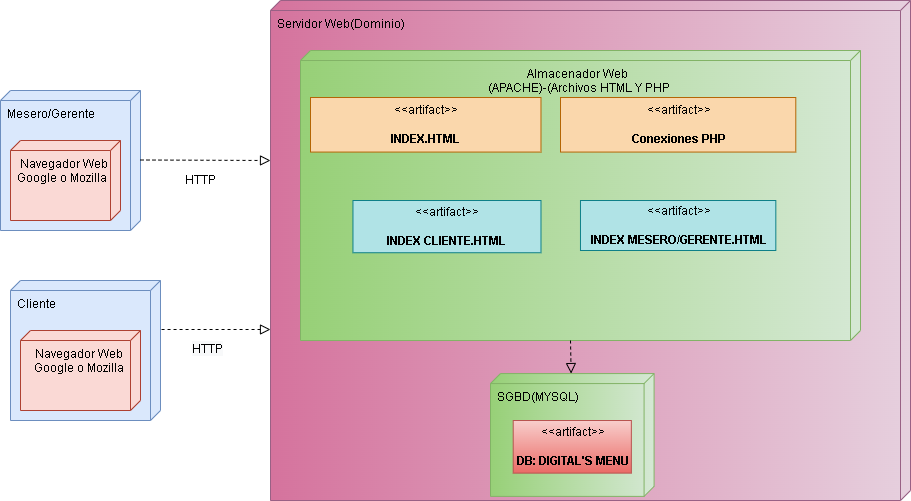 Servidor Web(Dominio)
Almacenador Web
(APACHE)-(Archivos HTML Y PHP
<<artifact>>
INDEX.HTML
<<artifact>>
Conexiones PHP
<<artifact>>
INDEX CLIENTE.HTML
<<artifact>>
INDEX MESERO/GERENTE.HTML
Mesero/Gerente
Navegador Web
Google o Mozilla
HTTP
Cliente
Navegador Web
Google o Mozilla
HTTP
SGBD(MYSQL)
<<artifact>>
DB: DIGITAL'S MENU